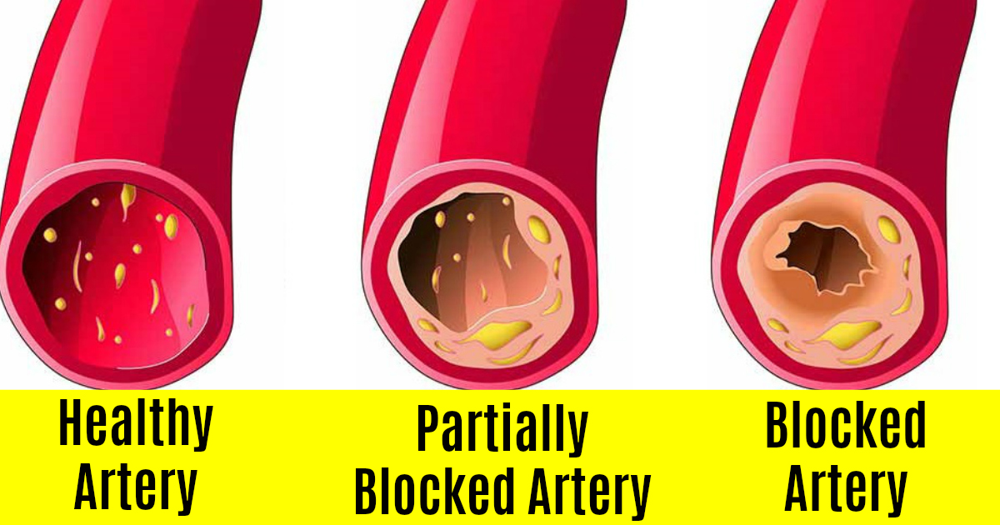 Healthy
Artery
Partially
Blocked Artery
Blocked
Artery